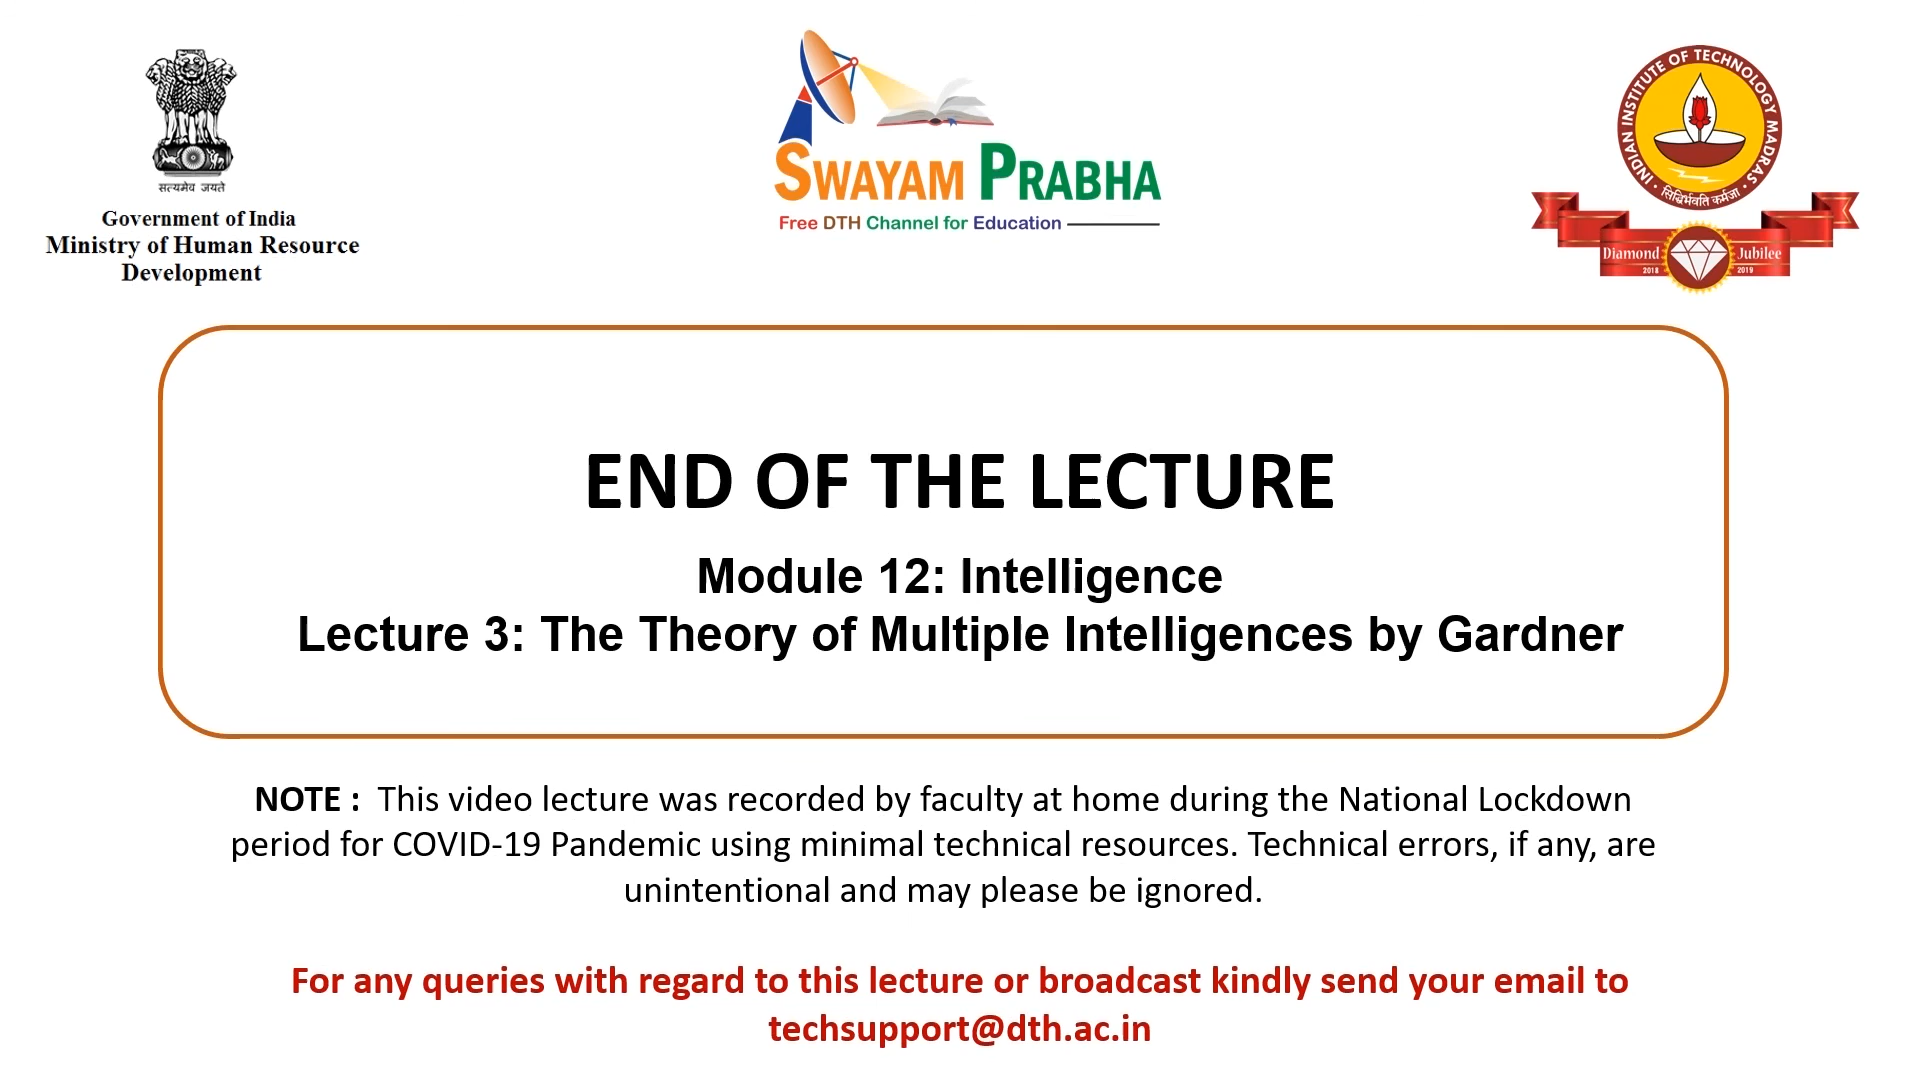 सत्यमेव जयते
Government of India
Ministry of Human Resource
Development
SWAYAM PRABHA
Free DTH Channel for Education
INDIAN INSTITUTE OF TECHNOLOGY MADRAS
सिद्धिर्भवति कर्मजा
Diamond Jubilee
2018 2019
END OF THE LECTURE
Module 12: Intelligence
Lecture 3: The Theory of Multiple Intelligences by Gardner
NOTE : This video lecture was recorded by faculty at home during the National Lockdown
period for COVID-19 Pandemic using minimal technical resources. Technical errors, if any, are
unintentional and may please be ignored.
For any queries with regard to this lecture or broadcast kindly send your email to
techsupport@dth.ac.in